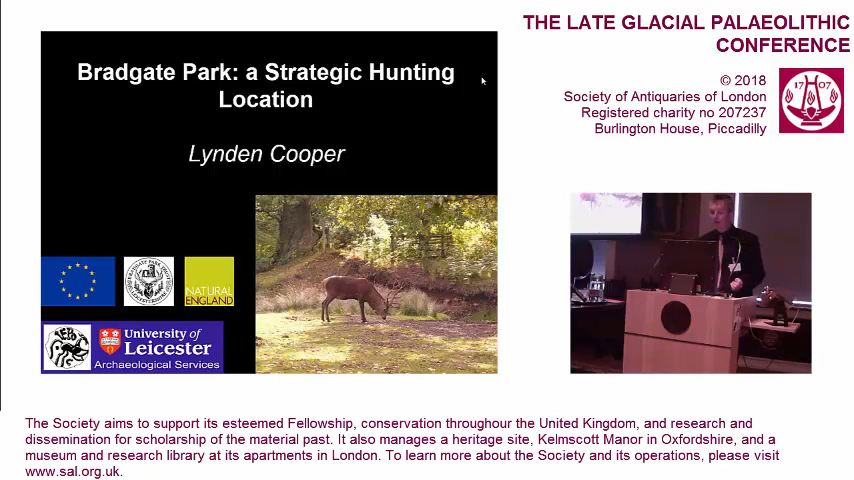 THE LATE GLACIAL PALAEOLITHIC
CONFERENCE
© 2018
Society of Antiquaries of London
Registered charity no 207237
Burlington House, Piccadilly
17 07
Bradgate Park: a Strategic Hunting
Location
Lynden Cooper
NATURAL
ENGLAND
University of
Leicester
Archaeological Services
The Society aims to support its esteemed Fellowship, conservation throughour the United Kingdom, and research and
dissemination for scholarship of the material past. It also manages a heritage site, Kelmscott Manor in Oxfordshire, and a
museum and research library at its apartments in London. To learn more about the Society and its operations, please visit
www.sal.org.uk.